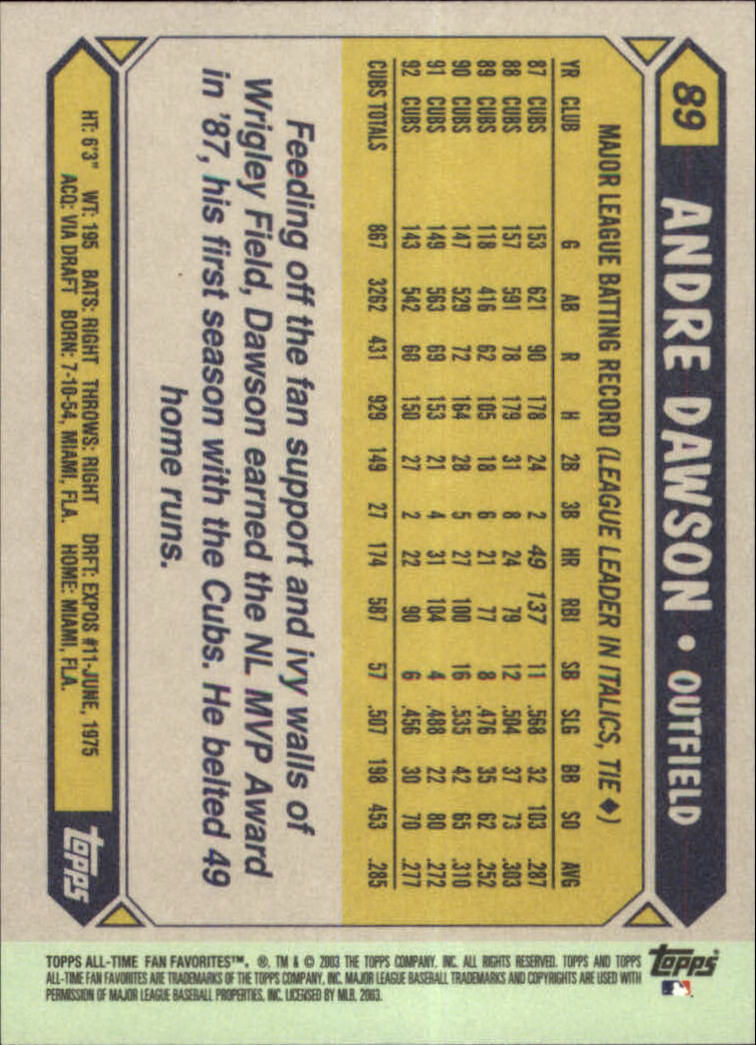 89 ANDRE DAWSON • OUTFIELD
MAJOR LEAGUE BATTING RECORD (LEAGUE LEADER IN ITALICS, TIE ◆)
YR CLUB G AB R H 2B 3B HR RBI SB SLG BB SO AVG
87 CUBS 153 621 90 178 24 2 49 137 11 .568 32 103 .287
88 CUBS 157 591 78 179 31 8 24 79 12 .504 37 73 .303
89 CUBS 118 416 62 105 18 6 21 77 8 .476 35 62 .252
90 CUBS 147 529 72 164 28 5 27 100 16 .535 42 65 .310
91 CUBS 149 563 69 153 21 4 31 104 4 .488 22 80 .272
92 CUBS 143 542 60 150 27 2 22 90 6 .456 30 70 .277
CUBS TOTALS 867 3262 431 929 149 27 174 587 57 .507 198 453 .285
Feeding off the fan support and ivy walls of
Wrigley Field, Dawson earned the NL MVP Award
in '87, his first season with the Cubs. He belted 49
home runs.
HT: 6'3" WT: 195 BATS: RIGHT THROWS: RIGHT DRFT: EXPOS #11-JUNE, 1975
ACQ: VIA DRAFT BORN: 7-10-54, MIAMI, FLA. HOME: MIAMI, FLA.
topps
TOPPS ALL-TIME FAN FAVORITES™. ®, TM & © 2003 THE TOPPS COMPANY, INC. ALL RIGHTS RESERVED. TOPPS AND TOPPS
ALL-TIME FAN FAVORITES ARE TRADEMARKS OF THE TOPPS COMPANY, INC. MAJOR LEAGUE BASEBALL TRADEMARKS AND COPYRIGHTS ARE USED WITH
PERMISSION OF MAJOR LEAGUE BASEBALL PROPERTIES, INC. LICENSED BY MLB, 2003.
topps